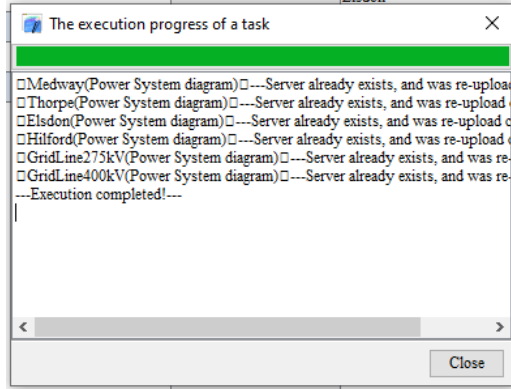 Elsdon
The execution progress of a task
□Medway(Power System diagram)□---Server already exists, and was re-upload
□Thorpe(Power System diagram)□---Server already exists, and was re-upload
□Elsdon(Power System diagram)□---Server already exists, and was re-upload
□Hilford(Power System diagram)□---Server already exists, and was re-upload
□GridLine275kV(Power System diagram)□---Server already exists, and was re-
□GridLine400kV(Power System diagram)□---Server already exists, and was re-
---Execution completed!---
Close